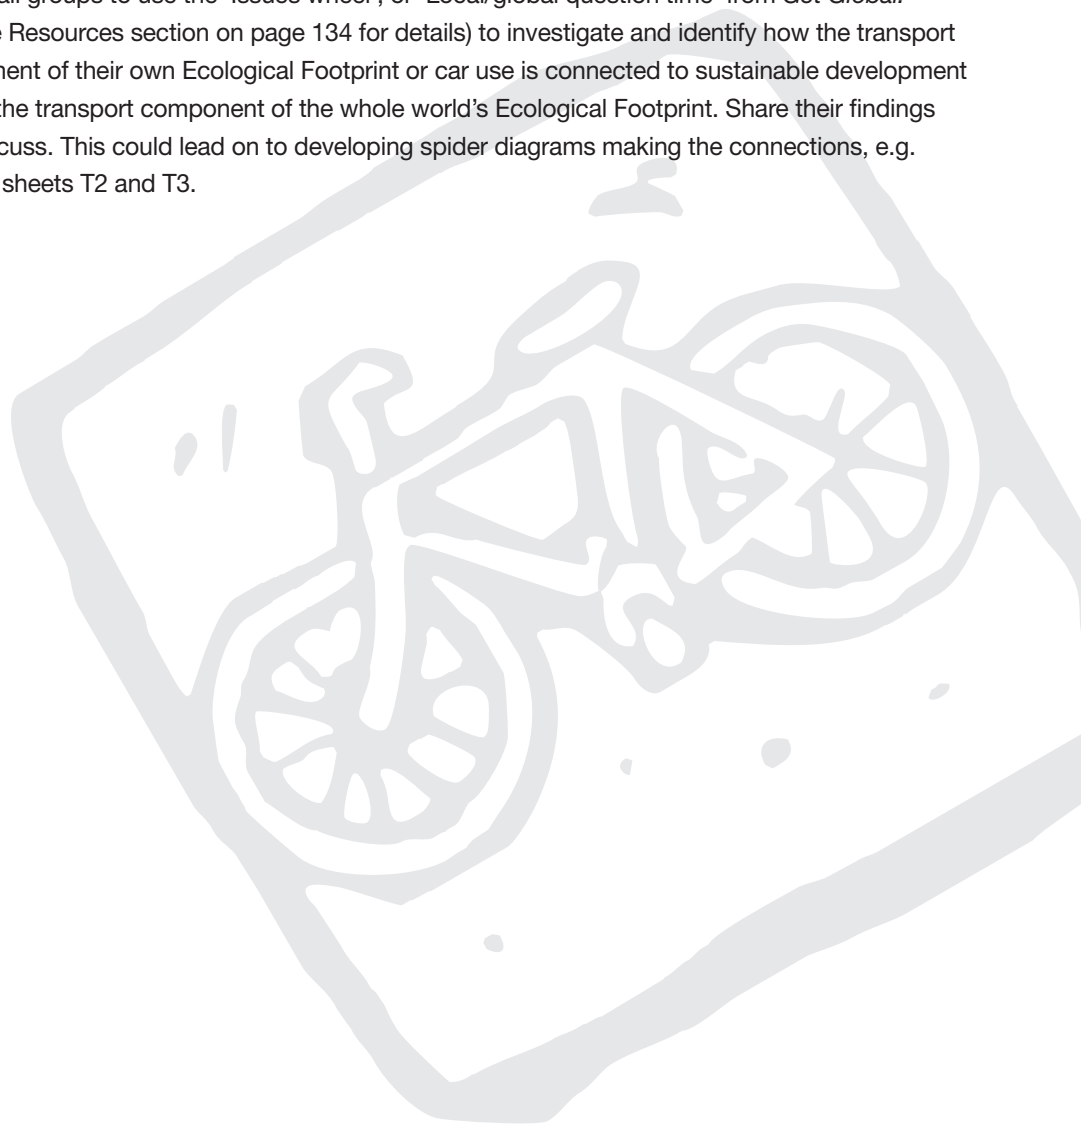 groups to use the 'Issues wheel', or 'Local/global question time' from Get Global!
Resources section on page 134 for details) to investigate and identify how the transport
of their own Ecological Footprint or car use is connected to sustainable development
the transport component of the whole world's Ecological Footprint. Share their findings
This could lead on to developing spider diagrams making the connections, e.g.
sheets T2 and T3.